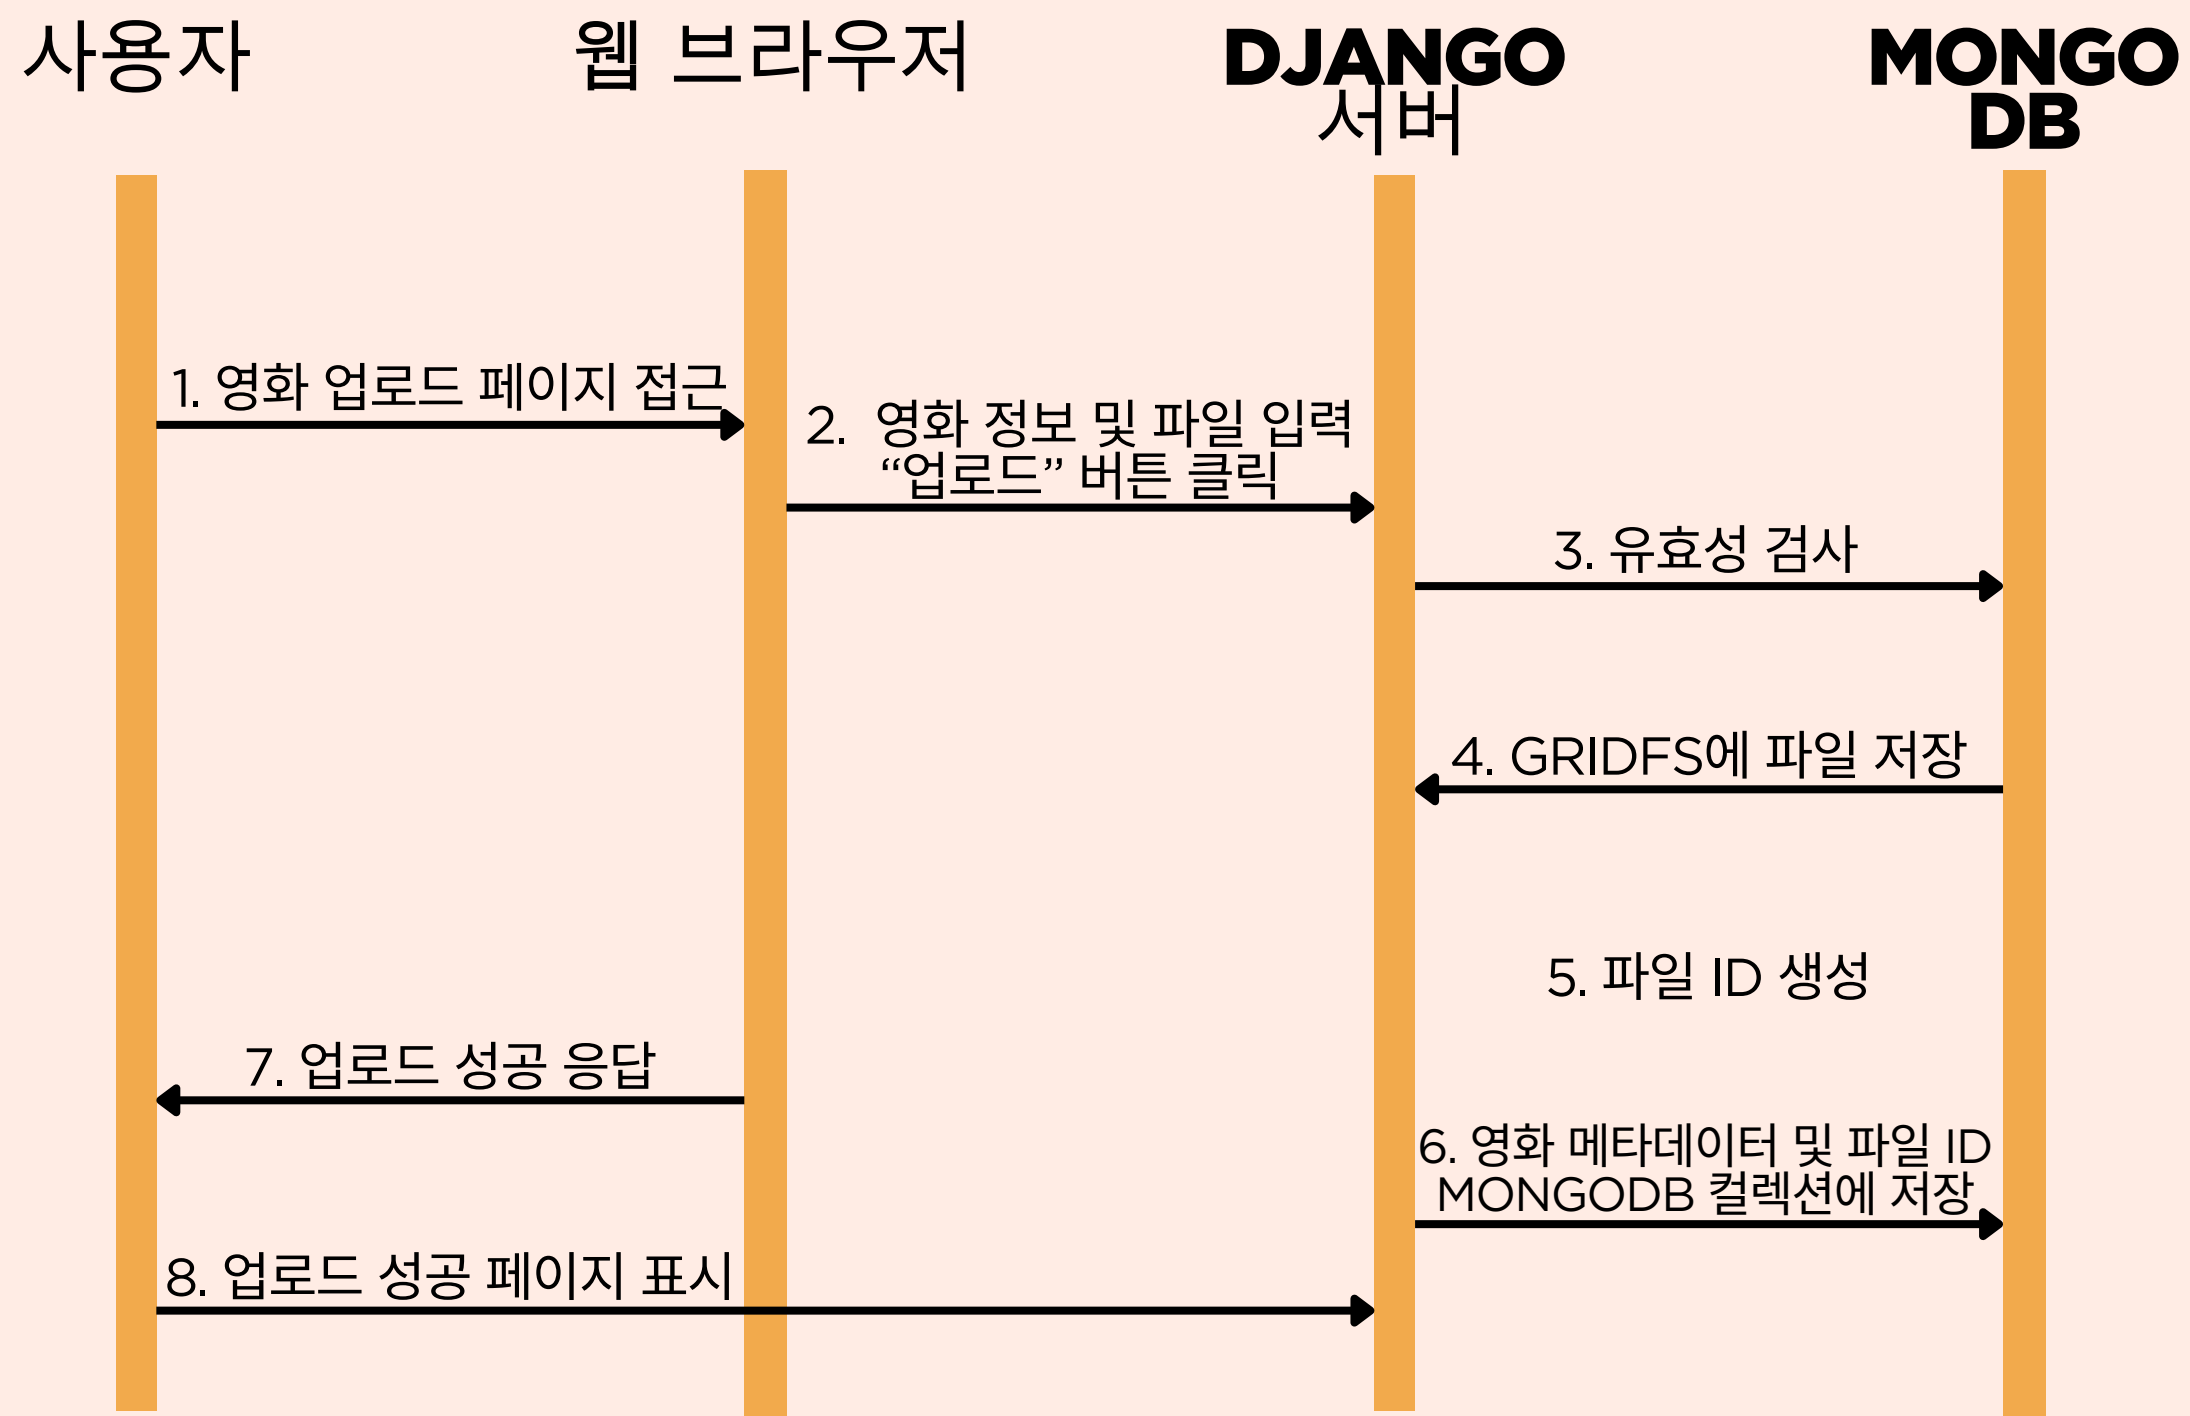 사용자
웹 브라우저
DJANGO
서버
MONGO
DB
1. 영화 업로드 페이지 접근
2. 영화 정보 및 파일 입력
“업로드” 버튼 클릭
3. 유효성 검사
4. GRIDFS에 파일 저장
5. 파일 ID 생성
7. 업로드 성공 응답
6. 영화 메타데이터 및 파일 ID
MONGODB 컬렉션에 저장
8. 업로드 성공 페이지 표시